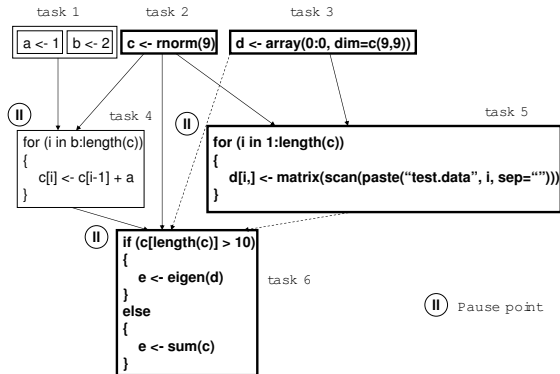 task 1
task 2
task 3
a <- 1
b <- 2
c <- rnorm(9)
d <- array(0:0, dim=c(9,9))
II
task 4
II
task 5
for (i in b:length(c))
{
c[i] <- c[i-1] + a
}
for (i in 1:length(c))
{
d[i,] <- matrix(scan(paste(“test.data”, i, sep=“”)))
}
II
if (c[length(c)] > 10)
{
e <- eigen(d)
}
else
{
e <- sum(c)
}
task 6
II Pause point